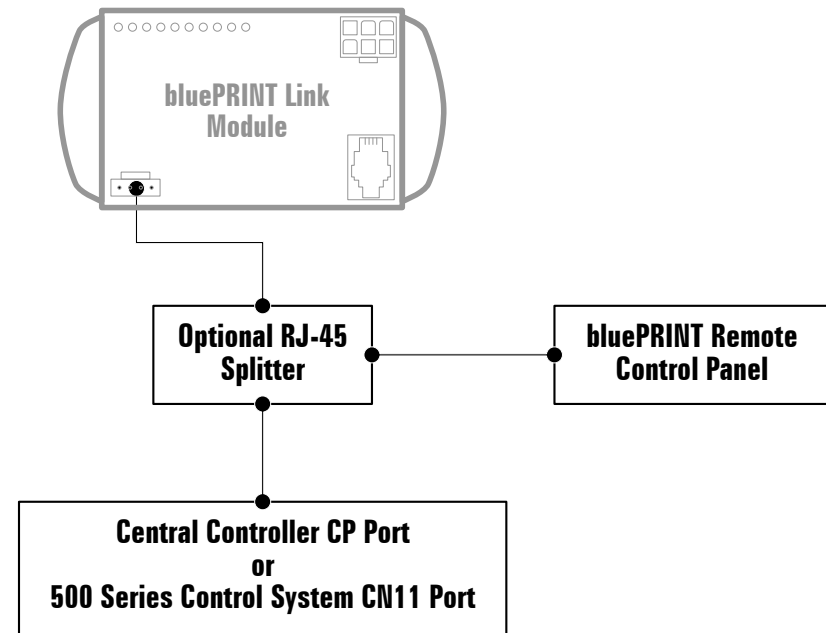 bluePRINT Link
Module
Optional RJ-45
Splitter
bluePRINT Remote
Control Panel
Central Controller CP Port
or
500 Series Control System CN11 Port